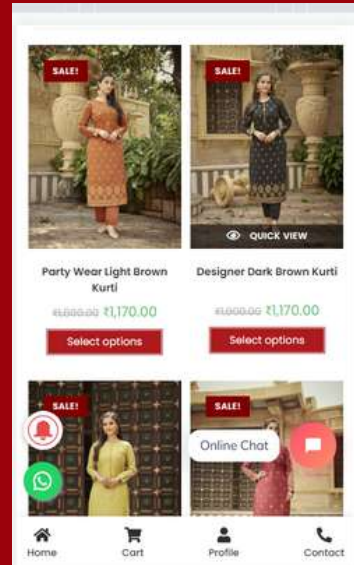 SALE!
SALE!
QUICK VIEW
Party Wear Light Brown
Kurti
Designer Dark Brown Kurti
₹1,170.00
₹1,170.00
Select options
Select options
SALE!
SALE!
Online Chat
Home
Cart
Profile
Contact